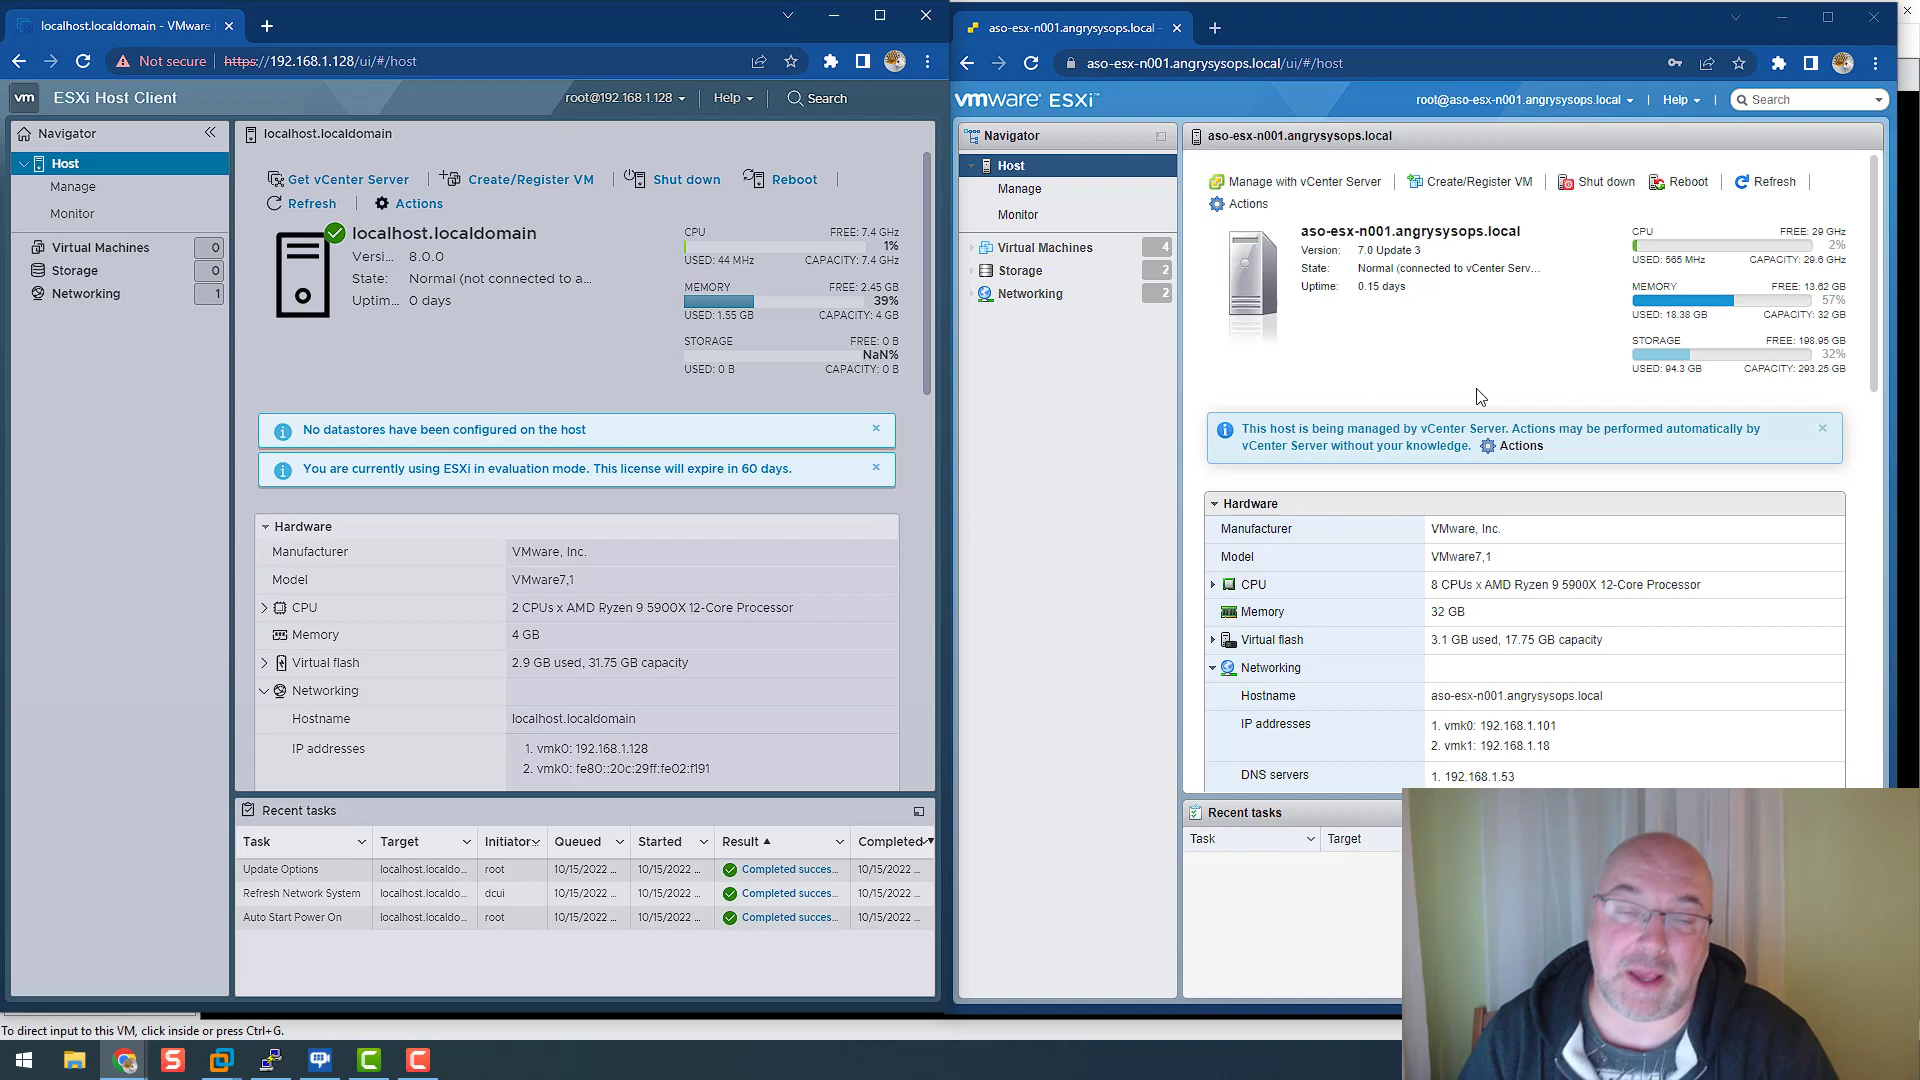 localhost.localdomain - VMware
Not secure
https://192.168.1.128/ui/#/host
vm
ESXi Host Client
root@192.168.1.128
Help
Search
Navigator
Host
Manage
Monitor
Virtual Machines 0
Storage 0
Networking 1
localhost.localdomain
Get vCenter Server
Create/Register VM
Shut down
Reboot
Refresh
Actions
localhost.localdomain
Versi... 8.0.0
State: Normal (not connected to a...
Uptim... 0 days
CPU FREE: 7.4 GHz
1%
USED: 44 MHz CAPACITY: 7.4 GHz
MEMORY FREE: 2.45 GB
39%
USED: 1.55 GB CAPACITY: 4 GB
STORAGE FREE: 0 B
NaN%
USED: 0 B CAPACITY: 0 B
No datastores have been configured on the host
You are currently using ESXi in evaluation mode. This license will expire in 60 days.
Hardware
Manufacturer VMware, Inc.
Model VMware7,1
CPU 2 CPUs x AMD Ryzen 9 5900X 12-Core Processor
Memory 4 GB
Virtual flash 2.9 GB used, 31.75 GB capacity
Networking
Hostname localhost.localdomain
IP addresses 1. vmk0: 192.168.1.128
2. vmk0: fe80::20c:29ff:fe02:f191
Recent tasks
Task Target Initiator Queued Started Result Completed
Update Options localhost.localdo... root 10/15/2022 ... 10/15/2022 ... Completed succes... 10/15/2022 ...
Refresh Network System localhost.localdo... dcui 10/15/2022 ... 10/15/2022 ... Completed succes... 10/15/2022 ...
Auto Start Power On localhost.localdo... root 10/15/2022 ... 10/15/2022 ... Completed succes... 10/15/2022 ...
aso-esx-n001.angrysysops.local -
aso-esx-n001.angrysysops.local/ui/#/host
vmware ESXi™
root@aso-esx-n001.angrysysops.local
Help
Search
Navigator
Host
Manage
Monitor
Virtual Machines 4
Storage 2
Networking 2
aso-esx-n001.angrysysops.local
Manage with vCenter Server
Create/Register VM
Shut down
Reboot
Refresh
Actions
aso-esx-n001.angrysysops.local
Version: 7.0 Update 3
State: Normal (connected to vCenter Serv...
Uptime: 0.15 days
CPU FREE: 29 GHz
2%
USED: 565 MHz CAPACITY: 29.6 GHz
MEMORY FREE: 13.62 GB
57%
USED: 18.38 GB CAPACITY: 32 GB
STORAGE FREE: 198.95 GB
32%
USED: 94.3 GB CAPACITY: 293.25 GB
This host is being managed by vCenter Server. Actions may be performed automatically by
vCenter Server without your knowledge. Actions
Hardware
Manufacturer VMware, Inc.
Model VMware7,1
CPU 8 CPUs x AMD Ryzen 9 5900X 12-Core Processor
Memory 32 GB
Virtual flash 3.1 GB used, 17.75 GB capacity
Networking
Hostname aso-esx-n001.angrysysops.local
IP addresses 1. vmk0: 192.168.1.101
2. vmk1: 192.168.1.18
DNS servers 1. 192.168.1.53
Recent tasks
Task Target
To direct input to this VM, click inside or press Ctrl+G.
S
C
C